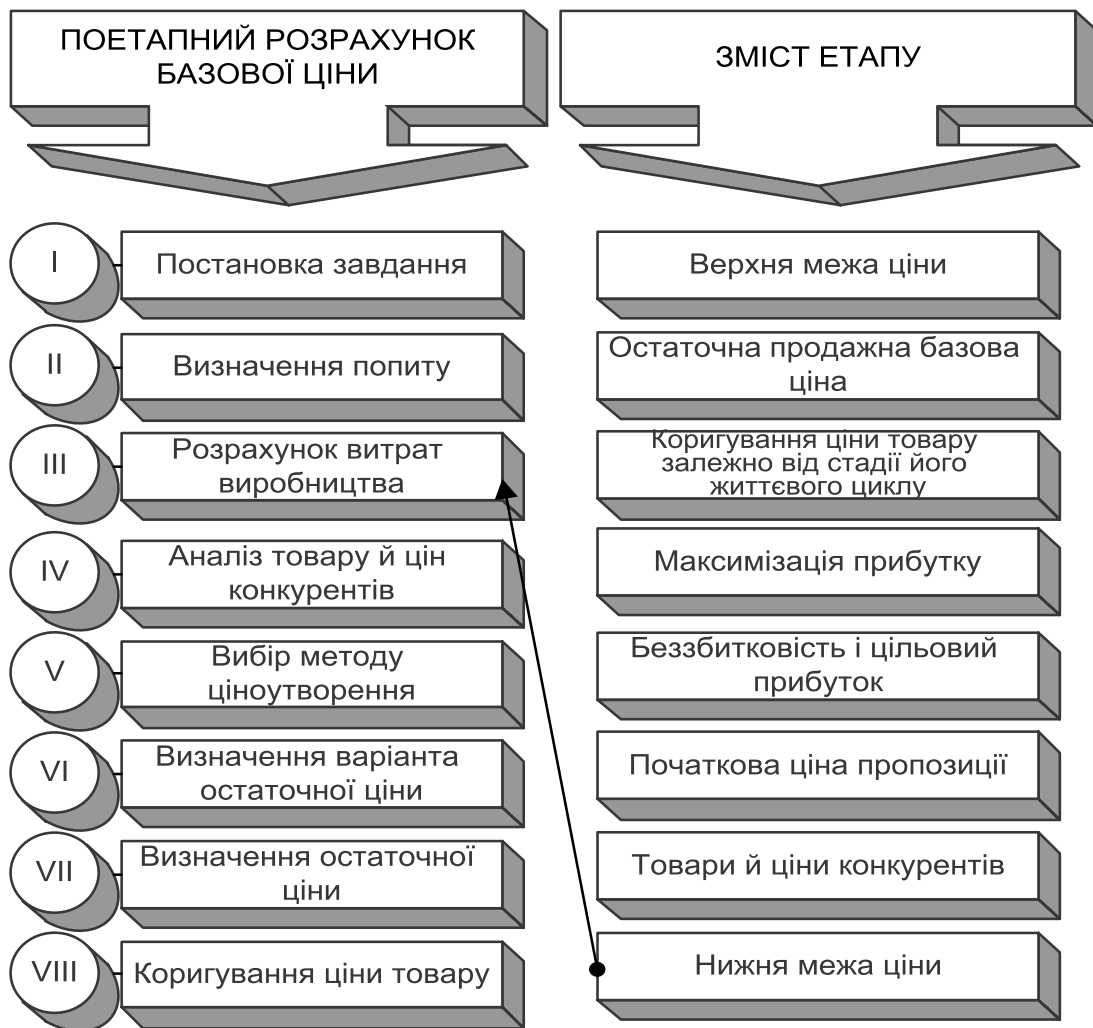 ПОЕТАПНИЙ РОЗРАХУНОК
БАЗОВОЇ ЦІНИ
ЗМІСТ ЕТАПУ
I
Постановка завдання
Верхня межа ціни
II
Визначення попиту
Остаточна продажна базова
ціна
III
Розрахунок витрат
виробництва
Коригування ціни товару
залежно від стадії його
життєвого циклу
IV
Аналіз товару й цін
конкурентів
Максимізація прибутку
V
Вибір методу
ціноутворення
Беззбитковість і цільовий
прибуток
VI
Визначення варіанта
остаточної ціни
Початкова ціна пропозиції
VII
Визначення остаточної
ціни
Товари й ціни конкурентів
VIII
Коригування ціни товару
Нижня межа ціни